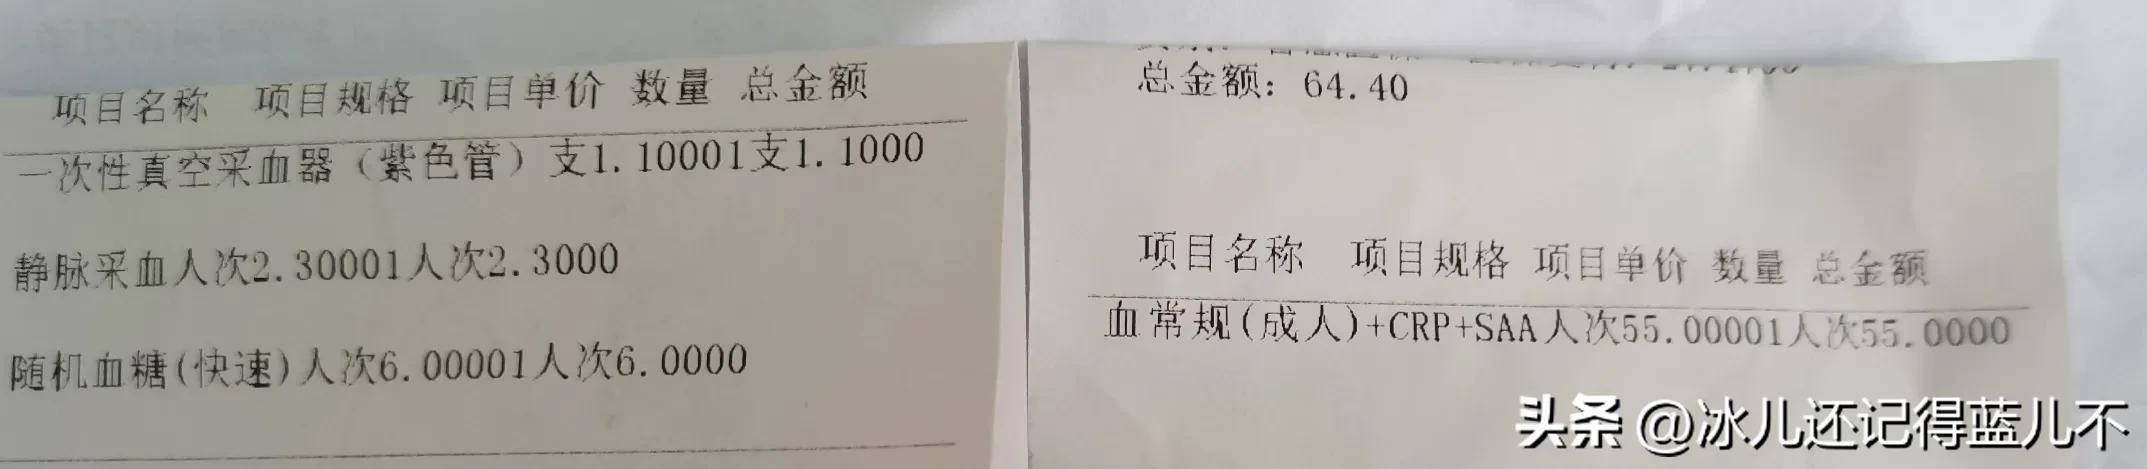 项目名称 项目规格 项目单价 数量 总金额
一次性真空采血器（紫色管）支1.10001支1.1000
静脉采血人次2.30001人次2.3000
随机血糖(快速)人次6.00001人次6.0000
总金额: 64.40
项目名称 项目规格 项目单价 数量 总金额
血常规(成人)+CRP+SAA人次55.00001人次55.0000
头条 @冰儿还记得蓝儿不